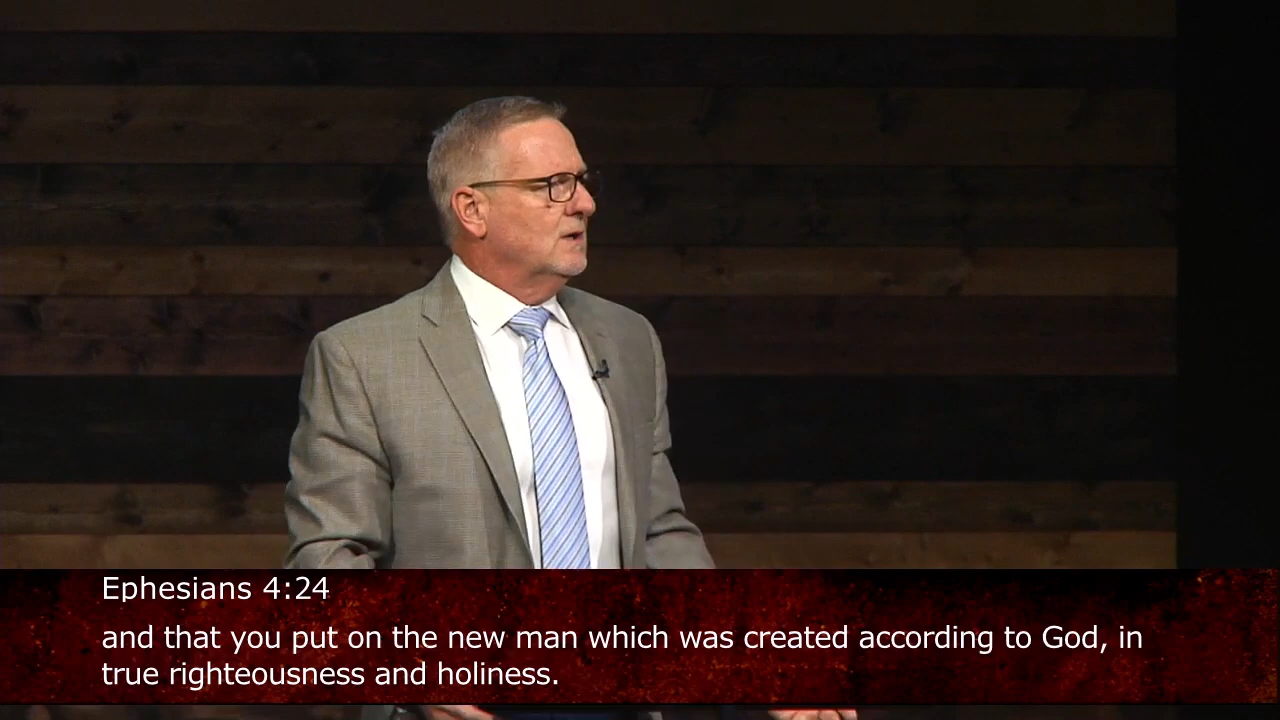 Ephesians 4:24
and that you put on the new man which was created according to God, in
true righteousness and holiness.